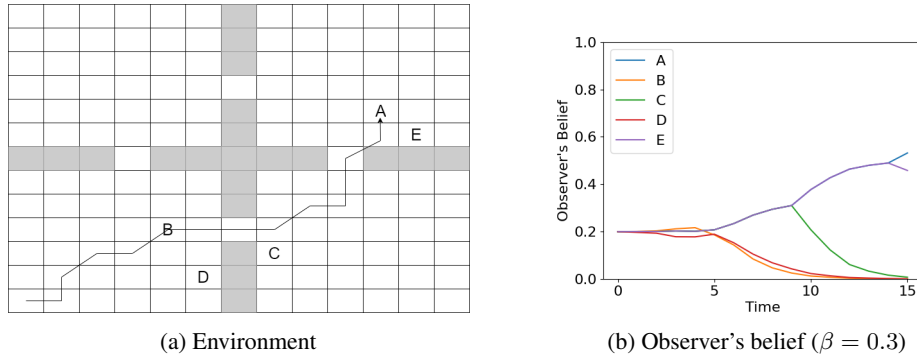 A
E
B
C
D
(a) Environment
1.0
0.8
0.6
0.4
0.2
0.0
Observer's Belief
A
B
C
D
E
0
5
10
15
Time
(b) Observer's belief (β = 0.3)